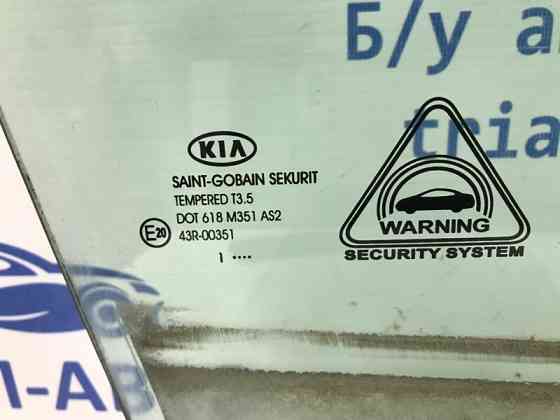 Б/у а
tria
KIA
SAINT-GOBAIN SEKURIT
TEMPERED T3.5
DOT 618 M351 AS2
E20 43R-00351
1 ····
WARNING
SECURITY SYSTEM
Л-АВ